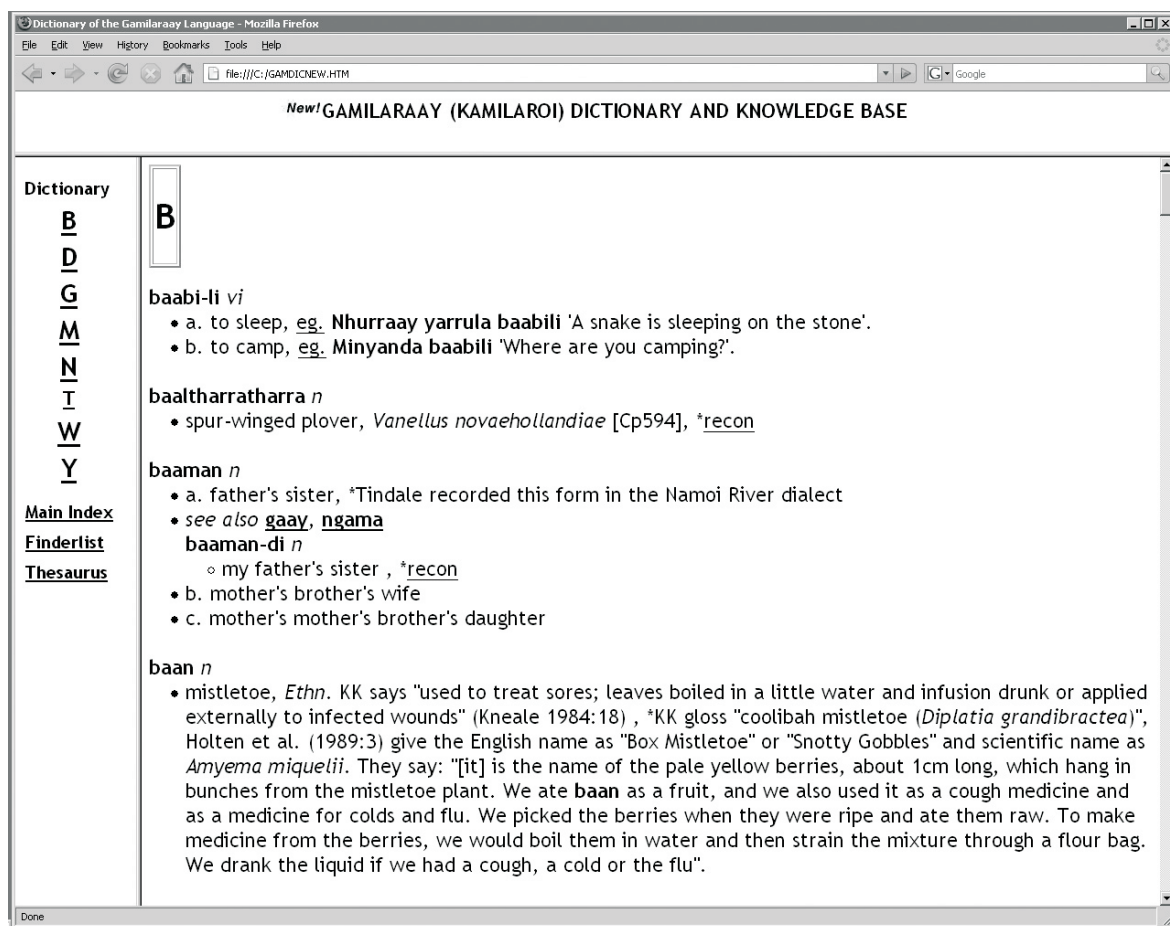 Dictionary of the Gamilaraay Language - Mozilla Firefox
File Edit View History Bookmarks Tools Help
file:///C:/GAMDICNEW.HTM
G Google
New! GAMILARAAY (KAMILAROI) DICTIONARY AND KNOWLEDGE BASE
Dictionary
B
D
G
M
N
T
W
Y
Main Index
Finderlist
Thesaurus
B
baabi-li vi
• a. to sleep, eg. Nhurraay yarrula baabili 'A snake is sleeping on the stone'.
• b. to camp, eg. Minyanda baabili 'Where are you camping?'.
baaltharratharra n
• spur-winged plover, Vanellus novaehollandiae [Cp594], *recon
baaman n
• a. father's sister, *Tindale recorded this form in the Namoi River dialect
• see also gaay, ngama
baaman-di n
◦ my father's sister , *recon
• b. mother's brother's wife
• c. mother's mother's brother's daughter
baan n
• mistletoe, Ethn. KK says "used to treat sores; leaves boiled in a little water and infusion drunk or applied
externally to infected wounds" (Kneale 1984:18) , *KK gloss "coolibah mistletoe (Diplatia grandibractea)",
Holten et al. (1989:3) give the English name as "Box Mistletoe" or "Snotty Gobbles" and scientific name as
Amyema miquelii. They say: "[it] is the name of the pale yellow berries, about 1cm long, which hang in
bunches from the mistletoe plant. We ate baan as a fruit, and we also used it as a cough medicine and
as a medicine for colds and flu. We picked the berries when they were ripe and ate them raw. To make
medicine from the berries, we would boil them in water and then strain the mixture through a flour bag.
We drank the liquid if we had a cough, a cold or the flu".
Done